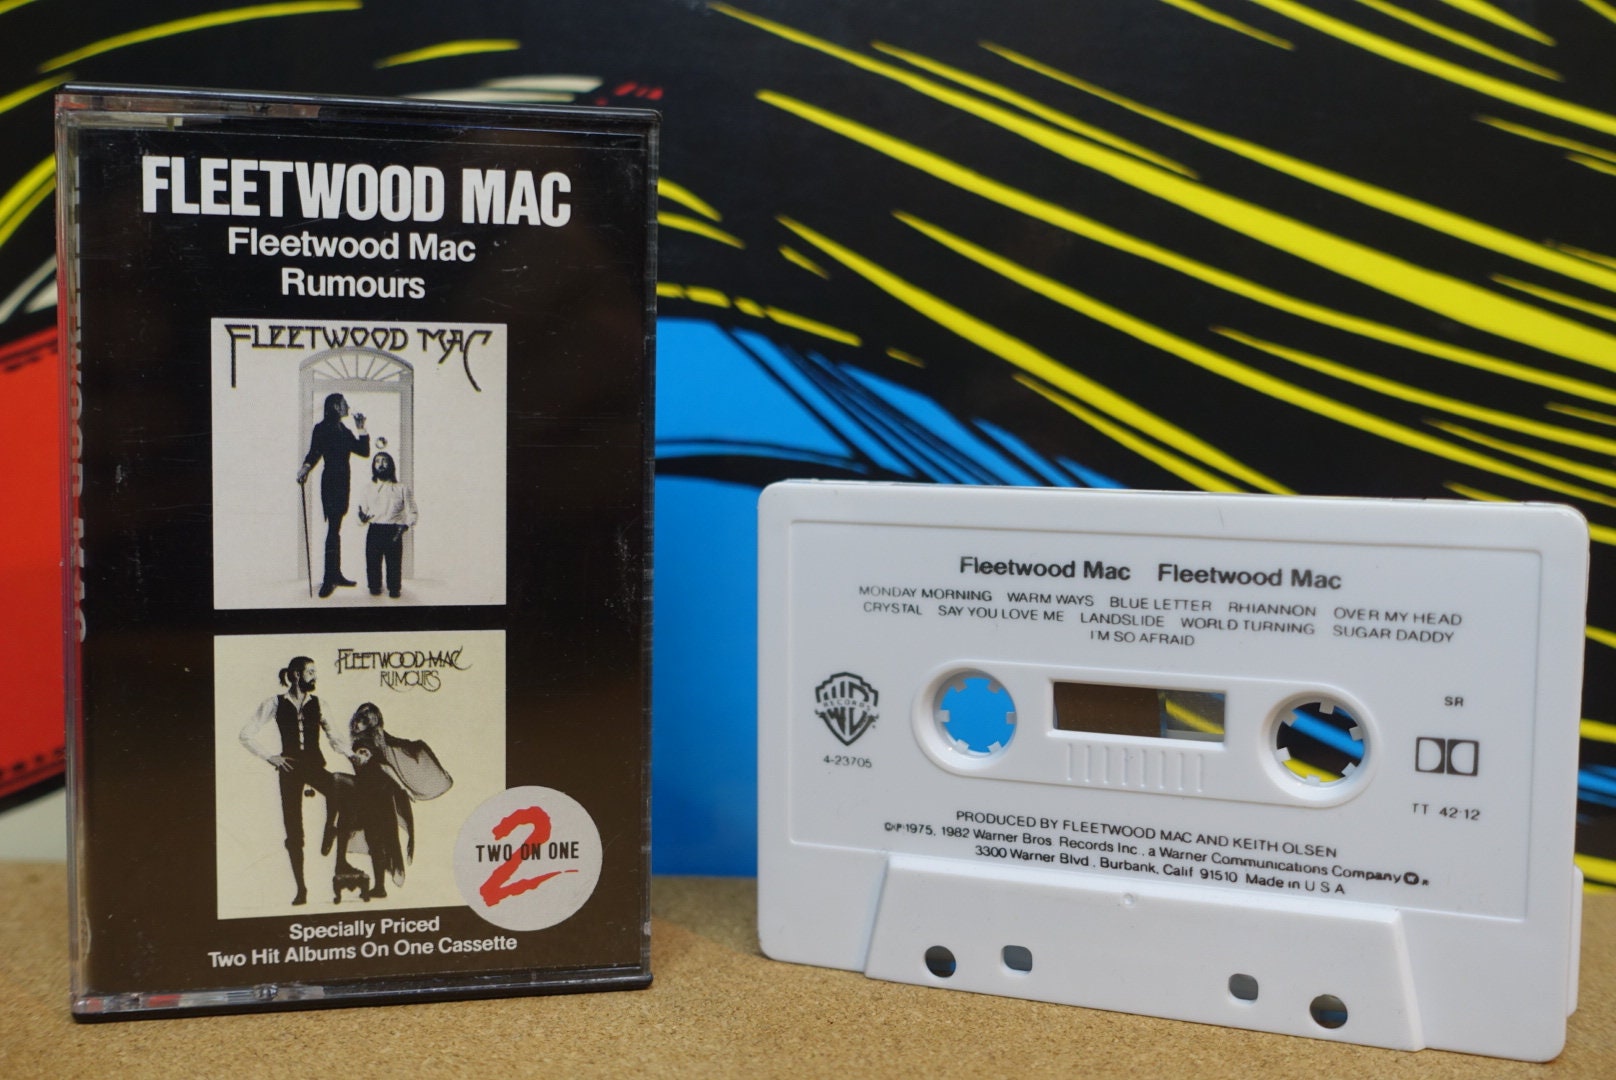 FLEETWOOD MAC
Fleetwood Mac
Rumours
FLEETWOOD MAC
FLEETWOOD MAC
RUMOURS
2
TWO ON ONE
Specially Priced
Two Hit Albums On One Cassette
Fleetwood Mac Fleetwood Mac
MONDAY MORNING WARM WAYS BLUE LETTER RHIANNON OVER MY HEAD
CRYSTAL SAY YOU LOVE ME LANDSLIDE WORLD TURNING SUGAR DADDY
I'M SO AFRAID
RECORDS
4-23705
SR
TT 42·12
PRODUCED BY FLEETWOOD MAC AND KEITH OLSEN
©℗1975, 1982 Warner Bros. Records Inc., a Warner Communications Company ®
3300 Warner Blvd., Burbank, Calif 91510 Made in U S A